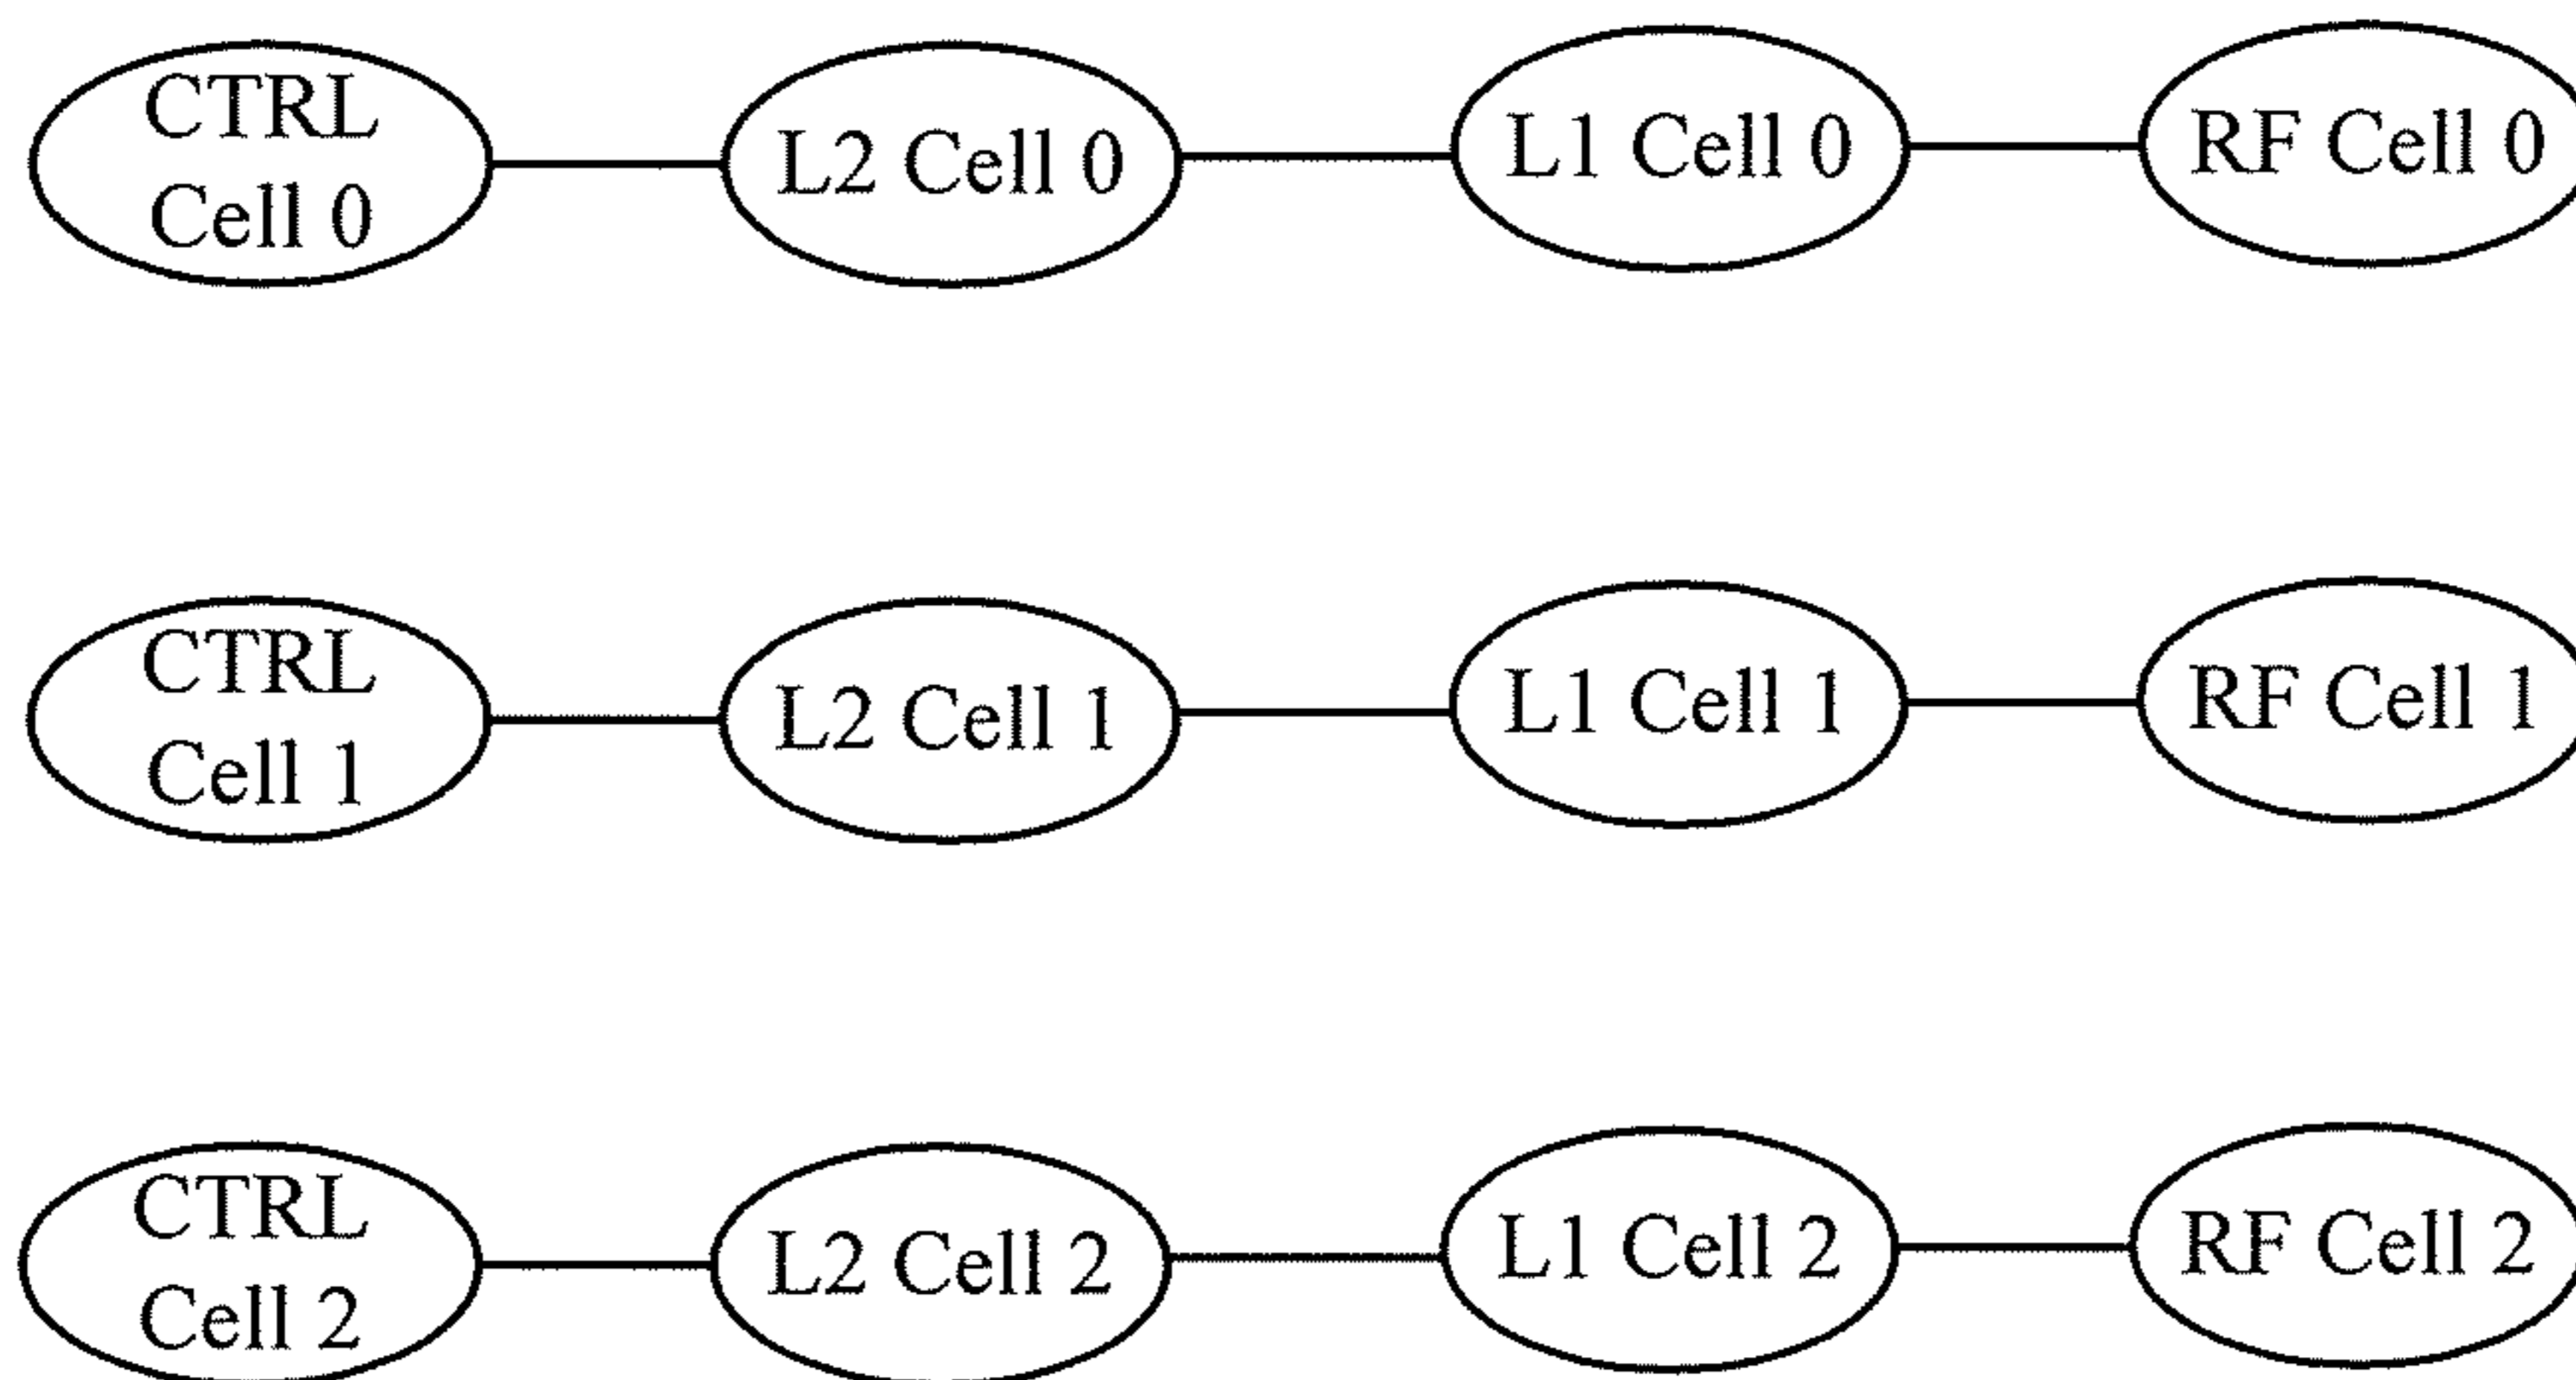 CTRL
Cell 0
L2 Cell 0
L1 Cell 0
RF Cell 0
CTRL
Cell 1
L2 Cell 1
L1 Cell 1
RF Cell 1
CTRL
Cell 2
L2 Cell 2
L1 Cell 2
RF Cell 2